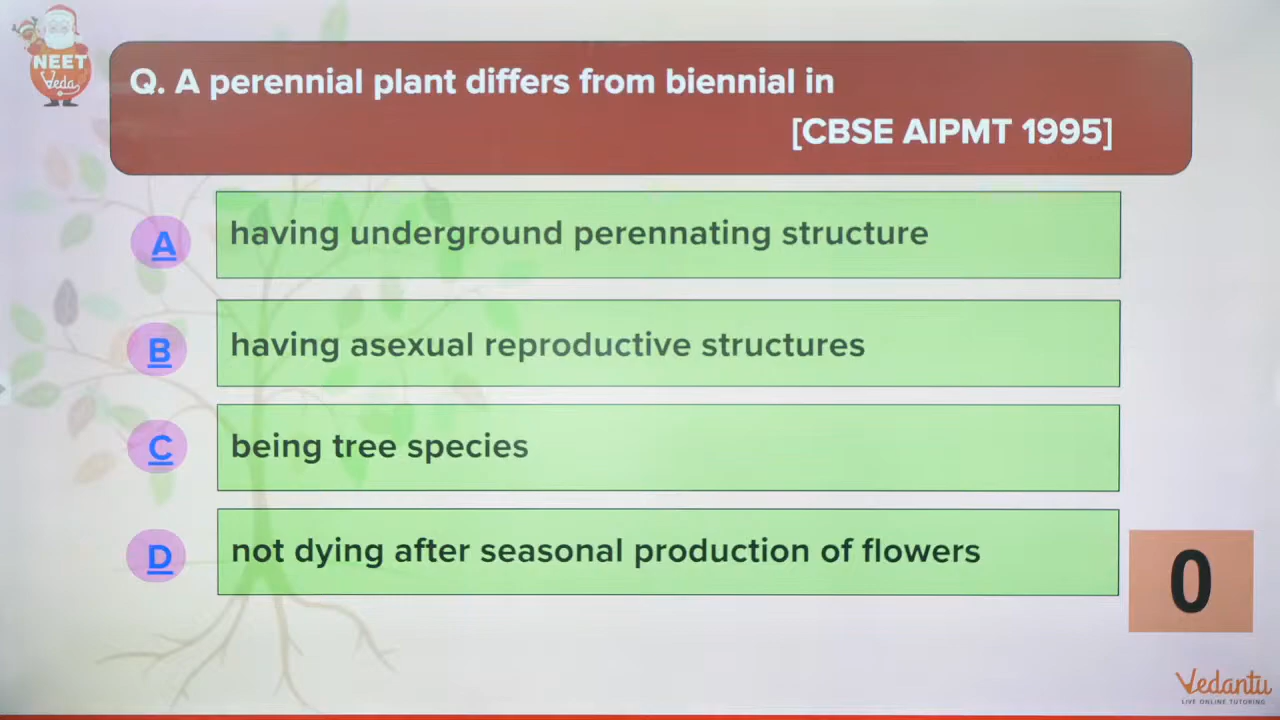 NEET
Veda
Q. A perennial plant differs from biennial in
[CBSE AIPMT 1995]
A
having underground perennating structure
B
having asexual reproductive structures
C
being tree species
D
not dying after seasonal production of flowers
0
Vedantu
LIVE ONLINE TUTORING